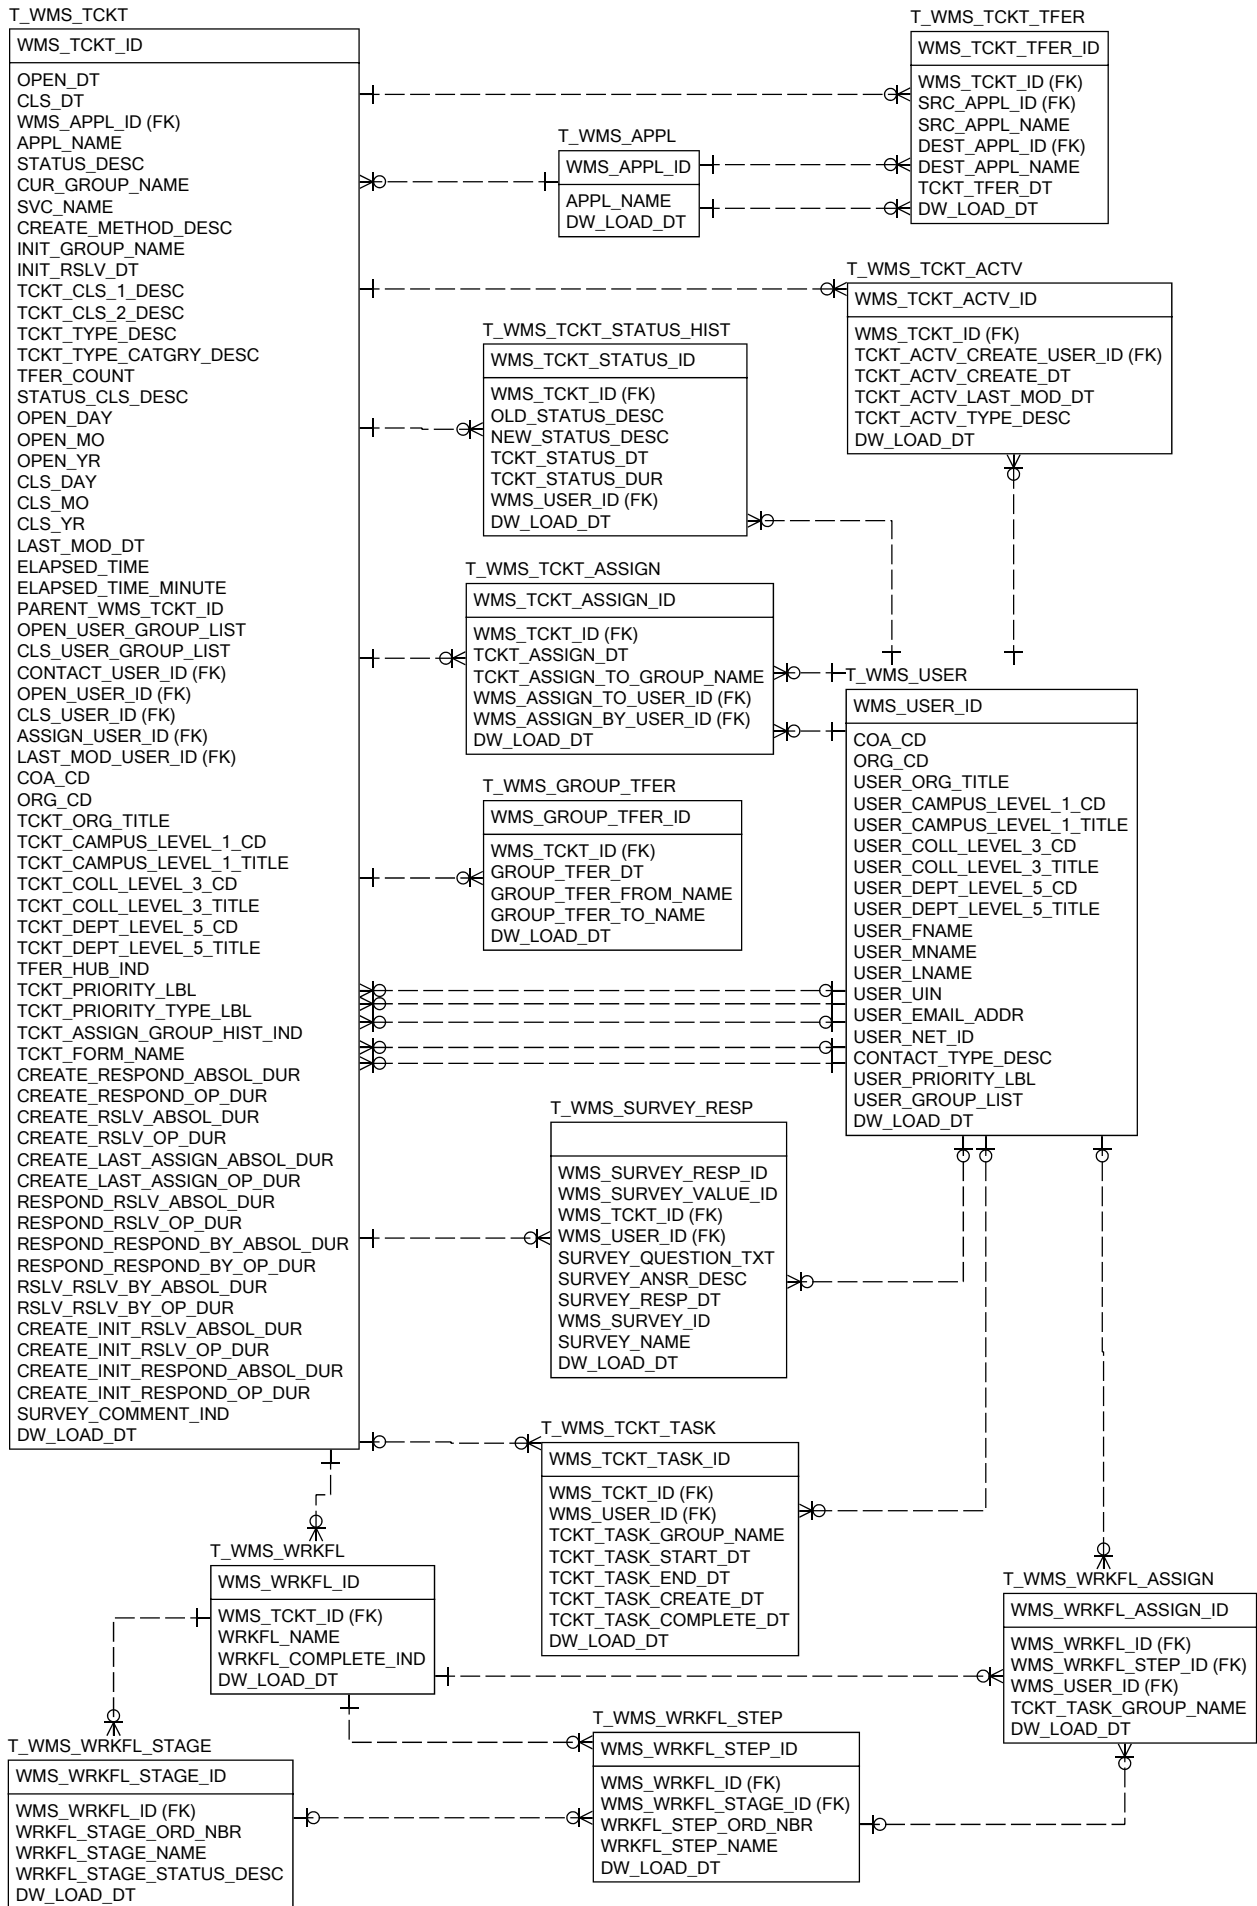 T_WMS_TCKT
WMS_TCKT_ID
OPEN_DT
CLS_DT
WMS_APPL_ID (FK)
APPL_NAME
STATUS_DESC
CUR_GROUP_NAME
SVC_NAME
CREATE_METHOD_DESC
INIT_GROUP_NAME
INIT_RSLV_DT
TCKT_CLS_1_DESC
TCKT_CLS_2_DESC
TCKT_TYPE_DESC
TCKT_TYPE_CATGRY_DESC
TFER_COUNT
STATUS_CLS_DESC
OPEN_DAY
OPEN_MO
OPEN_YR
CLS_DAY
CLS_MO
CLS_YR
LAST_MOD_DT
ELAPSED_TIME
ELAPSED_TIME_MINUTE
PARENT_WMS_TCKT_ID
OPEN_USER_GROUP_LIST
CLS_USER_GROUP_LIST
CONTACT_USER_ID (FK)
OPEN_USER_ID (FK)
CLS_USER_ID (FK)
ASSIGN_USER_ID (FK)
LAST_MOD_USER_ID (FK)
COA_CD
ORG_CD
TCKT_ORG_TITLE
TCKT_CAMPUS_LEVEL_1_CD
TCKT_CAMPUS_LEVEL_1_TITLE
TCKT_COLL_LEVEL_3_CD
TCKT_COLL_LEVEL_3_TITLE
TCKT_DEPT_LEVEL_5_CD
TCKT_DEPT_LEVEL_5_TITLE
TFER_HUB_IND
TCKT_PRIORITY_LBL
TCKT_PRIORITY_TYPE_LBL
TCKT_ASSIGN_GROUP_HIST_IND
TCKT_FORM_NAME
CREATE_RESPOND_ABSOL_DUR
CREATE_RESPOND_OP_DUR
CREATE_RSLV_ABSOL_DUR
CREATE_RSLV_OP_DUR
CREATE_LAST_ASSIGN_ABSOL_DUR
CREATE_LAST_ASSIGN_OP_DUR
RESPOND_RSLV_ABSOL_DUR
RESPOND_RSLV_OP_DUR
RESPOND_RESPOND_BY_ABSOL_DUR
RESPOND_RESPOND_BY_OP_DUR
RSLV_RSLV_BY_ABSOL_DUR
RSLV_RSLV_BY_OP_DUR
CREATE_INIT_RSLV_ABSOL_DUR
CREATE_INIT_RSLV_OP_DUR
CREATE_INIT_RESPOND_ABSOL_DUR
CREATE_INIT_RESPOND_OP_DUR
SURVEY_COMMENT_IND
DW_LOAD_DT
T_WMS_TCKT_TFER
WMS_TCKT_TFER_ID
WMS_TCKT_ID (FK)
SRC_APPL_ID (FK)
SRC_APPL_NAME
DEST_APPL_ID (FK)
DEST_APPL_NAME
TCKT_TFER_DT
DW_LOAD_DT
T_WMS_APPL
WMS_APPL_ID
APPL_NAME
DW_LOAD_DT
T_WMS_TCKT_ACTV
WMS_TCKT_ACTV_ID
WMS_TCKT_ID (FK)
TCKT_ACTV_CREATE_USER_ID (FK)
TCKT_ACTV_CREATE_DT
TCKT_ACTV_LAST_MOD_DT
TCKT_ACTV_TYPE_DESC
DW_LOAD_DT
T_WMS_TCKT_STATUS_HIST
WMS_TCKT_STATUS_ID
WMS_TCKT_ID (FK)
OLD_STATUS_DESC
NEW_STATUS_DESC
TCKT_STATUS_DT
TCKT_STATUS_DUR
WMS_USER_ID (FK)
DW_LOAD_DT
T_WMS_TCKT_ASSIGN
WMS_TCKT_ASSIGN_ID
WMS_TCKT_ID (FK)
TCKT_ASSIGN_DT
TCKT_ASSIGN_TO_GROUP_NAME
WMS_ASSIGN_TO_USER_ID (FK)
WMS_ASSIGN_BY_USER_ID (FK)
DW_LOAD_DT
T_WMS_USER
WMS_USER_ID
COA_CD
ORG_CD
USER_ORG_TITLE
USER_CAMPUS_LEVEL_1_CD
USER_CAMPUS_LEVEL_1_TITLE
USER_COLL_LEVEL_3_CD
USER_COLL_LEVEL_3_TITLE
USER_DEPT_LEVEL_5_CD
USER_DEPT_LEVEL_5_TITLE
USER_FNAME
USER_MNAME
USER_LNAME
USER_UIN
USER_EMAIL_ADDR
USER_NET_ID
CONTACT_TYPE_DESC
USER_PRIORITY_LBL
USER_GROUP_LIST
DW_LOAD_DT
T_WMS_GROUP_TFER
WMS_GROUP_TFER_ID
WMS_TCKT_ID (FK)
GROUP_TFER_DT
GROUP_TFER_FROM_NAME
GROUP_TFER_TO_NAME
DW_LOAD_DT
T_WMS_SURVEY_RESP
WMS_SURVEY_RESP_ID
WMS_SURVEY_VALUE_ID
WMS_TCKT_ID (FK)
WMS_USER_ID (FK)
SURVEY_QUESTION_TXT
SURVEY_ANSR_DESC
SURVEY_RESP_DT
WMS_SURVEY_ID
SURVEY_NAME
DW_LOAD_DT
T_WMS_TCKT_TASK
WMS_TCKT_TASK_ID
WMS_TCKT_ID (FK)
WMS_USER_ID (FK)
TCKT_TASK_GROUP_NAME
TCKT_TASK_START_DT
TCKT_TASK_END_DT
TCKT_TASK_CREATE_DT
TCKT_TASK_COMPLETE_DT
DW_LOAD_DT
T_WMS_WRKFL
WMS_WRKFL_ID
WMS_TCKT_ID (FK)
WRKFL_NAME
WRKFL_COMPLETE_IND
DW_LOAD_DT
T_WMS_WRKFL_ASSIGN
WMS_WRKFL_ASSIGN_ID
WMS_WRKFL_ID (FK)
WMS_WRKFL_STEP_ID (FK)
WMS_USER_ID (FK)
TCKT_TASK_GROUP_NAME
DW_LOAD_DT
T_WMS_WRKFL_STAGE
WMS_WRKFL_STAGE_ID
WMS_WRKFL_ID (FK)
WRKFL_STAGE_ORD_NBR
WRKFL_STAGE_NAME
WRKFL_STAGE_STATUS_DESC
DW_LOAD_DT
T_WMS_WRKFL_STEP
WMS_WRKFL_STEP_ID
WMS_WRKFL_ID (FK)
WMS_WRKFL_STAGE_ID (FK)
WRKFL_STEP_ORD_NBR
WRKFL_STEP_NAME
DW_LOAD_DT